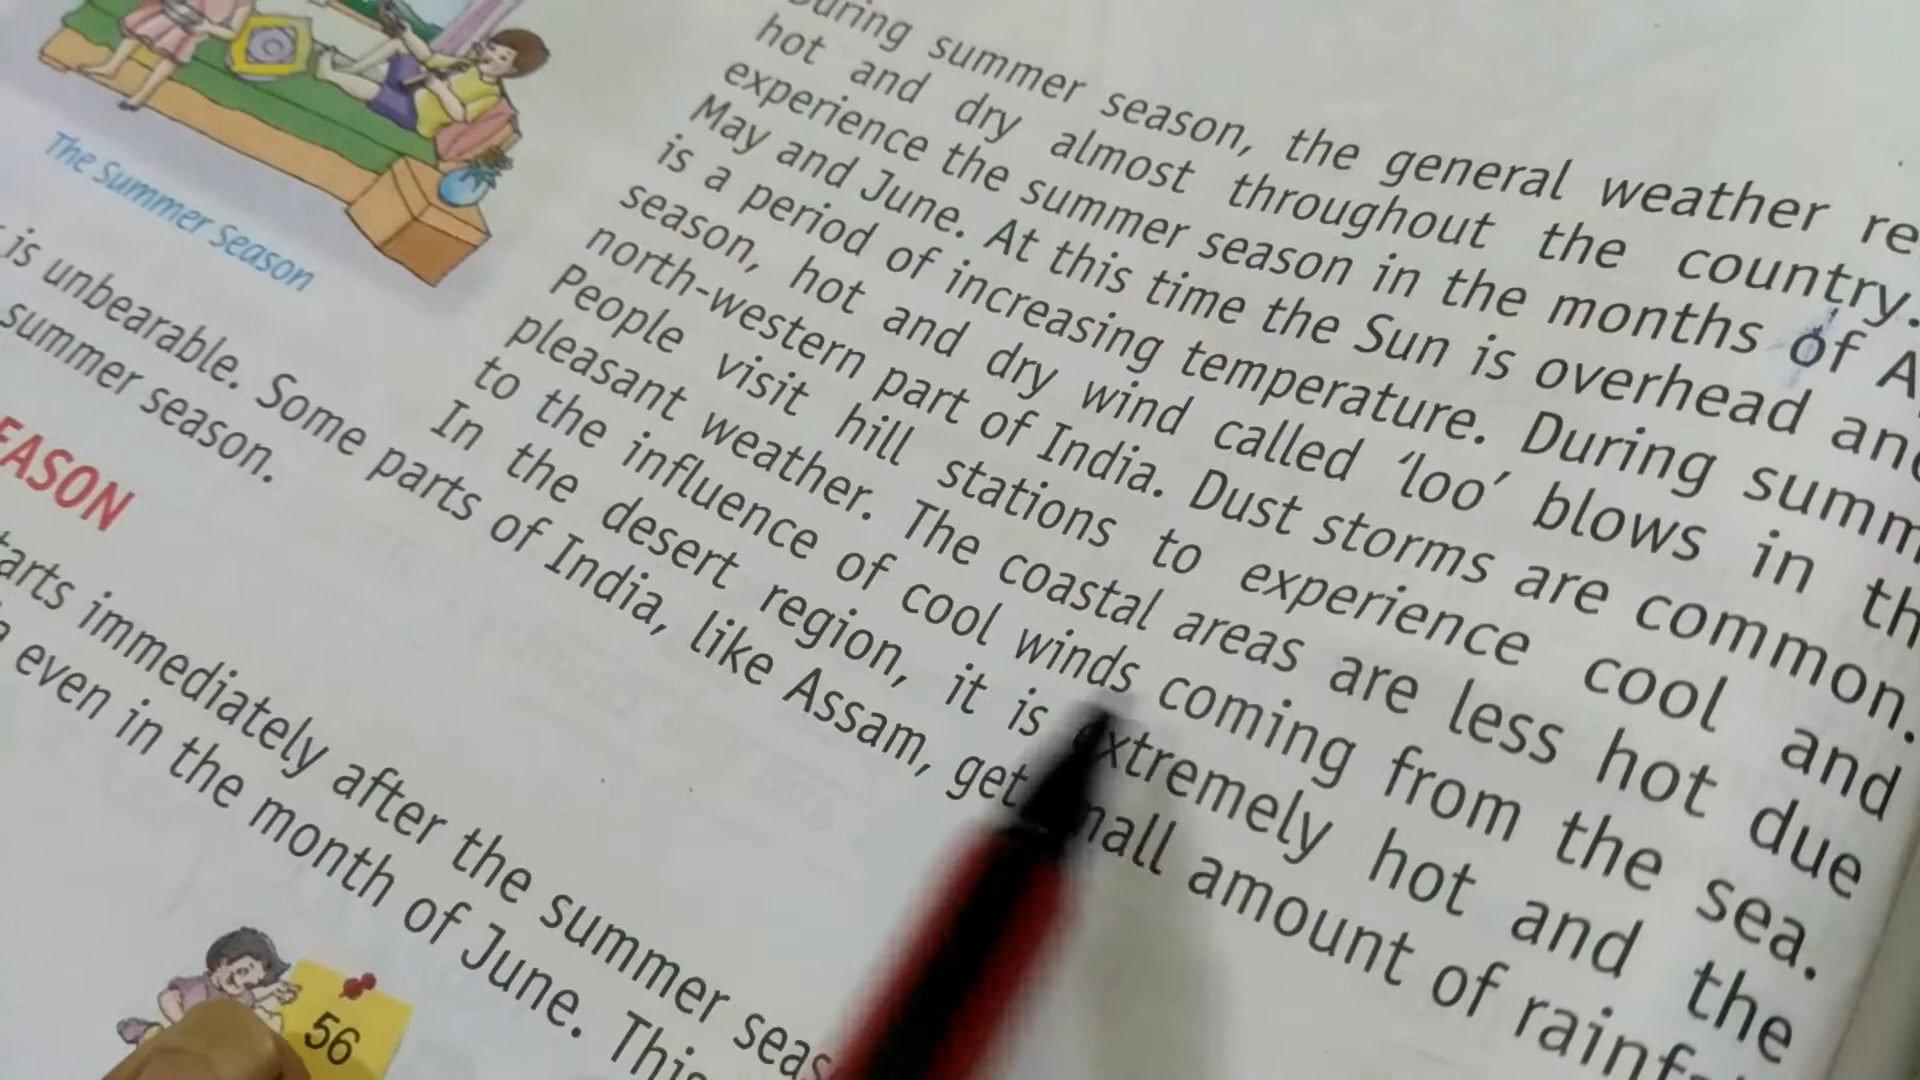 The Summer Season
During summer season, the general weather re
hot and dry almost throughout the country.
experience the summer season in the months of A
May and June. At this time the Sun is overhead and
is a period of increasing temperature. During summ
season, hot and dry wind called ‘loo’ blows in th
north-western part of India. Dust storms are common.
People visit hill stations to experience cool and
pleasant weather. The coastal areas are less hot due
to the influence of cool winds coming from the sea.
In the desert region, it is extremely hot and the
is unbearable. Some parts of India, like Assam, get small amount of rainf
summer season.
EASON
tarts immediately after the summer seas
even in the month of June. This
56